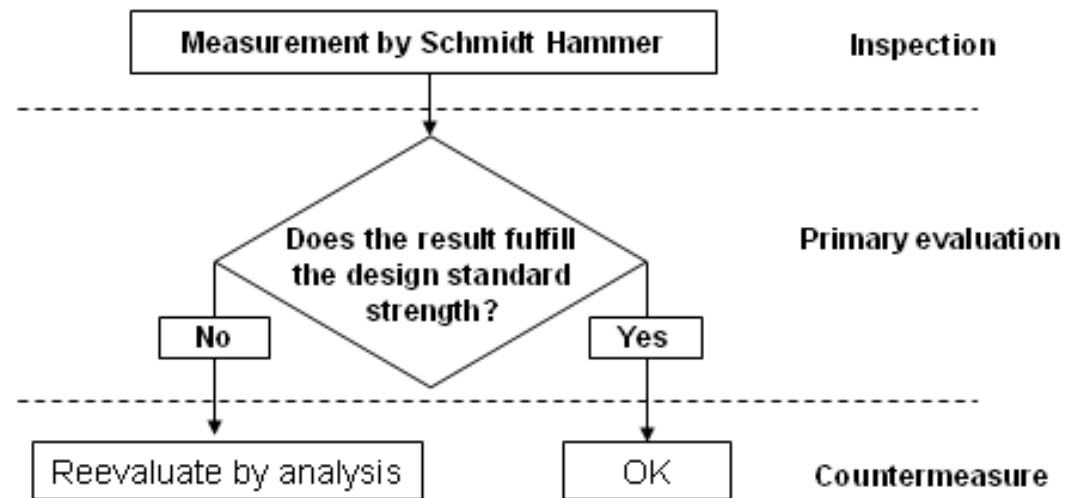 Measurement by Schmidt Hammer
Inspection
Does the result fulfill
the design standard
strength?
Primary evaluation
No
Yes
Reevaluate by analysis
OK
Countermeasure